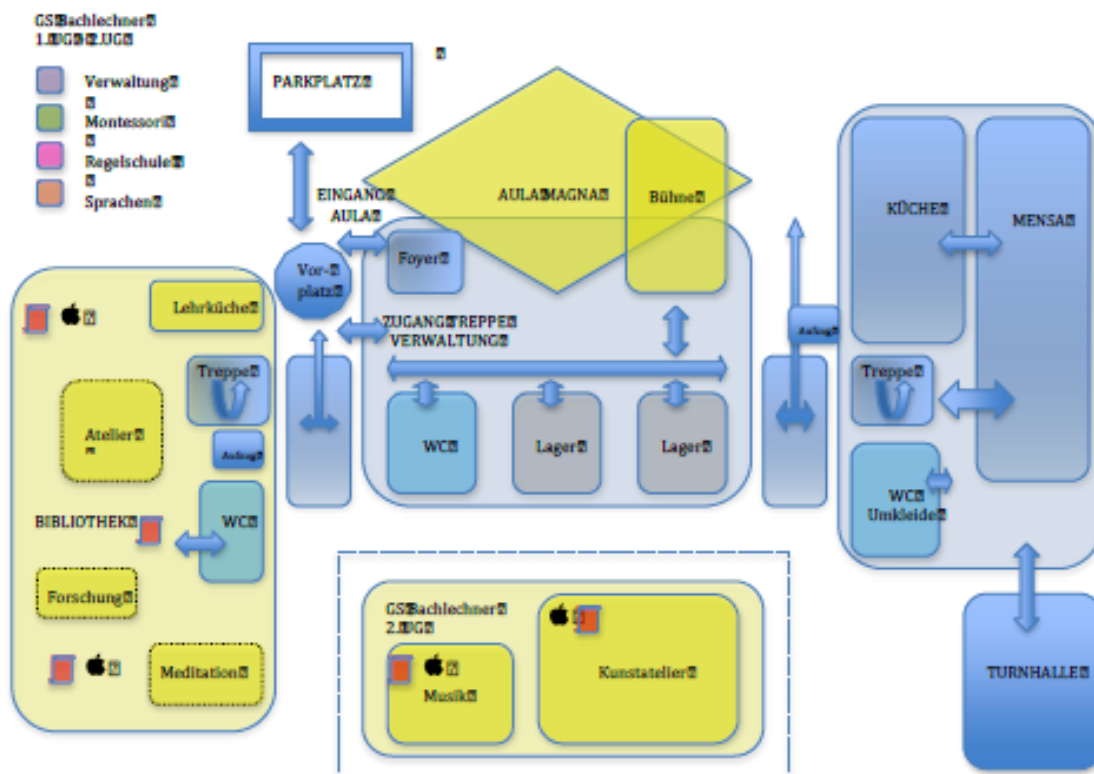 GS Bachlechner
1. UG 2. UG
Verwaltung
Montessori
Regelschule
Sprachen
PARKPLATZ
EINGANG
AULA
AULA MAGNA
Bühne
KÜCHE
MENSA
Vor-
platz
Foyer
Lehrküche
ZUGANG TREPPE
VERWALTUNG
Aufzug
Treppe
Treppe
Atelier
Aufzug
WC
Lager
Lager
WC
Umkleide
BIBLIOTHEK
WC
Forschung
GS Bachlechner
2. UG
Kunstatelier
Musik
Meditation
TURNHALLE